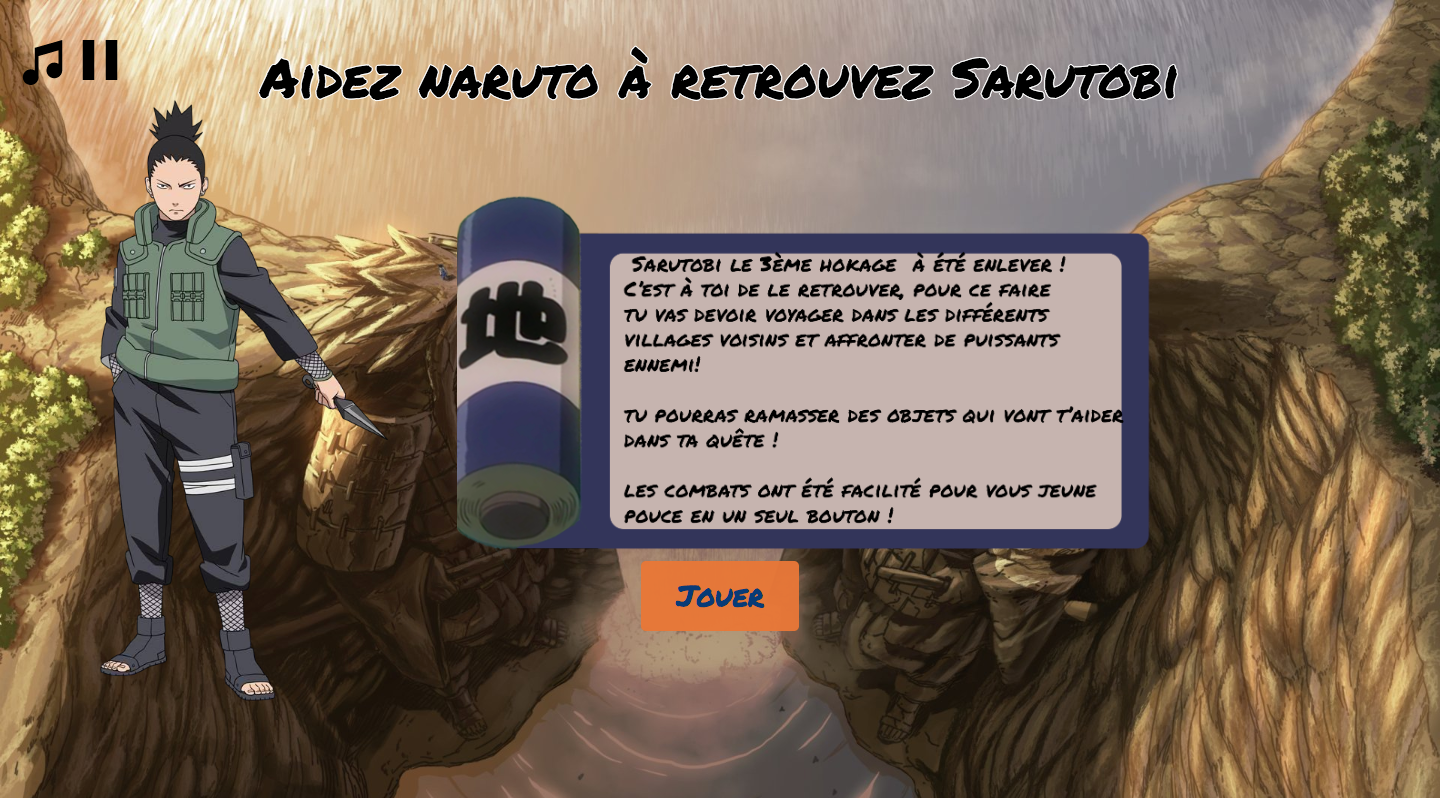 Aidez naruto à retrouvez Sarutobi
地
Sarutobi le 3ème hokage à été enlever !
C'est à toi de le retrouver, pour ce faire
tu vas devoir voyager dans les différents
villages voisins et affronter de puissants
ennemi!
tu pourras ramasser des objets qui vont t'aider
dans ta quête !
les combats ont été facilité pour vous jeune
pouce en un seul bouton !
Jouer